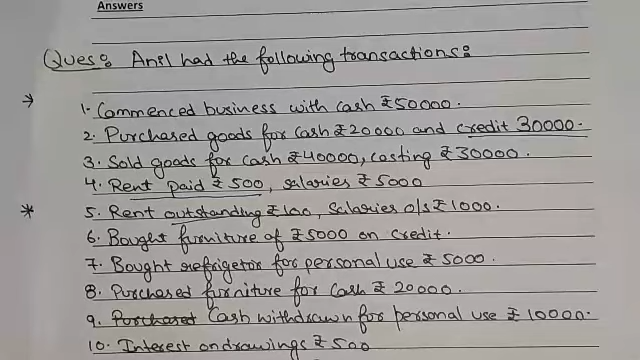 Answers
Ques: Anil had the following transactions:
→
1. Commenced business with cash ₹50000.
2. Purchased goods for cash ₹20000 and credit 30000.
3. Sold goods for cash ₹40000, costing ₹30000.
4. Rent paid ₹500, salaries ₹5000
* 5. Rent outstanding ₹100, Salaries o/s ₹1000.
6. Bought furniture of ₹5000 on credit.
7. Bought refrigetor for personal use ₹5000.
8. Purchased furniture for cash ₹20000.
9. Purchased Cash withdrawn for personal use ₹10000.
10. Interest on drawings ₹500